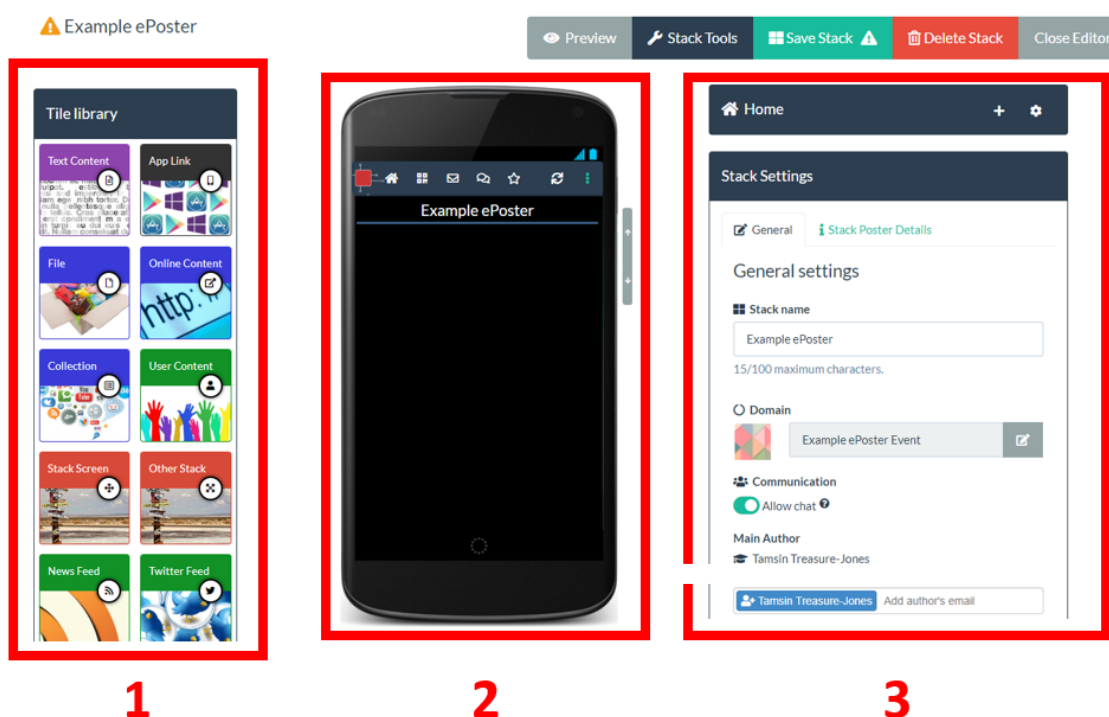 Example ePoster
Preview
Stack Tools
Save Stack
Delete Stack
Close Editor
Tile library
Text Content
App Link
File
Online Content
http:
Collection
User Content
Stack Screen
Other Stack
News Feed
Twitter Feed
Example ePoster
Home
Stack Settings
General
Stack Poster Details
General settings
Stack name
Example ePoster
15/100 maximum characters.
Domain
Example ePoster Event
Communication
Allow chat
Main Author
Tamsin Treasure-Jones
Tamsin Treasure-Jones Add author's email
1
2
3